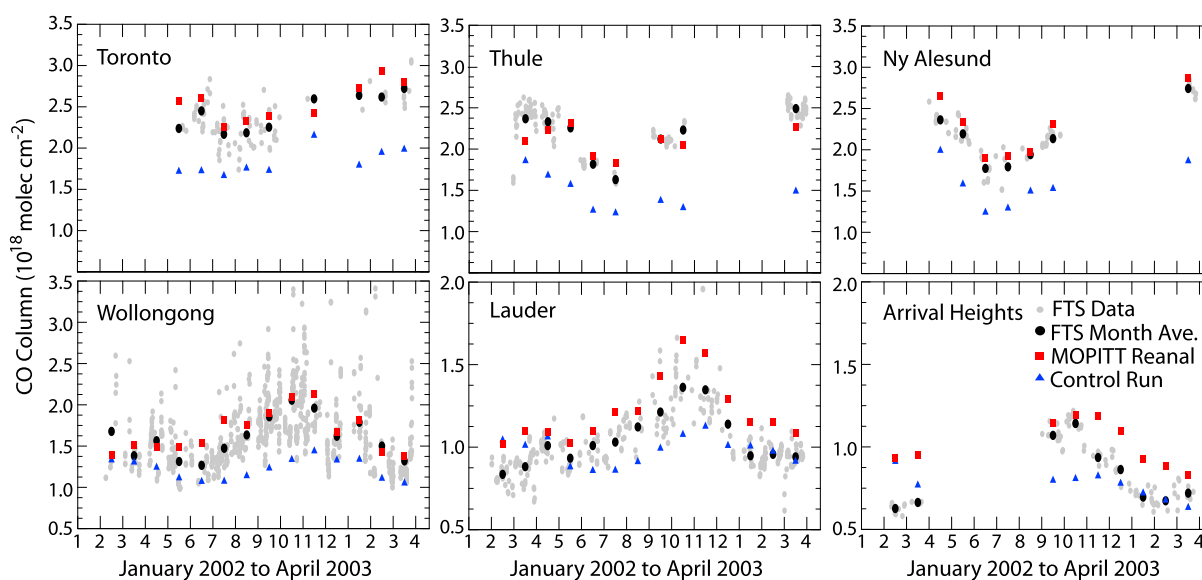 CO Column (10¹⁸ molec cm⁻²)
3.5
3.0
2.5
2.0
1.5
1.0
Toronto
3.5
3.0
2.5
2.0
1.5
1.0
Thule
3.5
3.0
2.5
2.0
1.5
1.0
Ny Alesund
3.5
3.0
2.5
2.0
1.5
1.0
0.5
Wollongong
2.0
1.5
1.0
0.5
Lauder
2.0
1.5
1.0
0.5
Arrival Heights
FTS Data
FTS Month Ave.
MOPITT Reanal
Control Run
1 2 3 4 5 6 7 8 9 10 11 12 1 2 3 4
1 2 3 4 5 6 7 8 9 10 11 12 1 2 3 4
1 2 3 4 5 6 7 8 9 10 11 12 1 2 3 4
January 2002 to April 2003
January 2002 to April 2003
January 2002 to April 2003